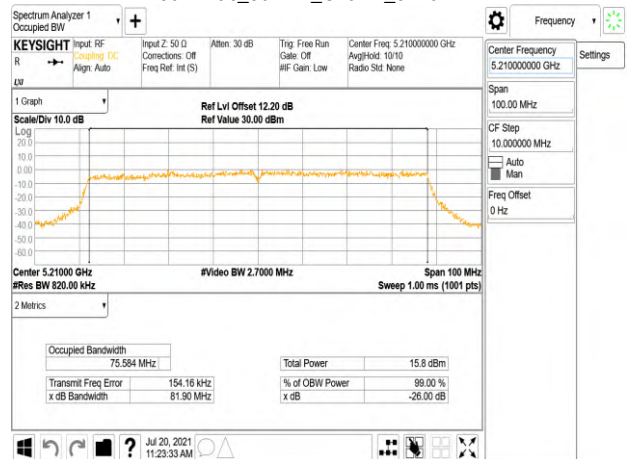 Spectrum Analyzer 1
Occupied BW
Frequency
KEYSIGHT
R
LXI
Input: RF
Coupling: DC
Align: Auto
Input Z: 50 Ω
Corrections: Off
Freq Ref: Int (S)
Atten: 30 dB
Trig: Free Run
Gate: Off
#IF Gain: Low
Center Freq: 5.210000000 GHz
Avg|Hold: 10/10
Radio Std: None
Center Frequency
5.210000000 GHz
Settings
Span
100.00 MHz
CF Step
10.000000 MHz
Auto
Man
Freq Offset
0 Hz
1 Graph
Scale/Div 10.0 dB
Ref Lvl Offset 12.20 dB
Ref Value 30.00 dBm
Log
20.0
10.0
0.00
-10.0
-20.0
-30.0
-40.0
-50.0
-60.0
Center 5.21000 GHz
#Res BW 820.00 kHz
#Video BW 2.7000 MHz
Span 100 MHz
Sweep 1.00 ms (1001 pts)
2 Metrics
Occupied Bandwidth
75.584 MHz
Total Power 15.8 dBm
Transmit Freq Error 154.16 kHz
% of OBW Power 99.00 %
x dB Bandwidth 81.90 MHz
x dB -26.00 dB
?
Jul 20, 2021
11:23:33 AM